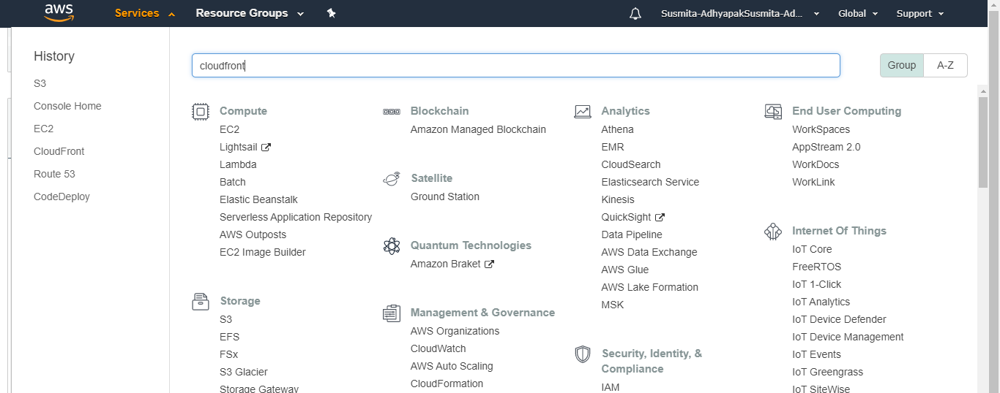 aws
Services
Resource Groups
Susmita-AdhyapakSusmita-Ad...
Global
Support
History
S3
Console Home
EC2
CloudFront
Route 53
CodeDeploy
cloudfront
Group
A-Z
Compute
EC2
Lightsail
Lambda
Batch
Elastic Beanstalk
Serverless Application Repository
AWS Outposts
EC2 Image Builder
Storage
S3
EFS
FSx
S3 Glacier
Storage Gateway
Blockchain
Amazon Managed Blockchain
Satellite
Ground Station
Quantum Technologies
Amazon Braket
Management & Governance
AWS Organizations
CloudWatch
AWS Auto Scaling
CloudFormation
Analytics
Athena
EMR
CloudSearch
Elasticsearch Service
Kinesis
QuickSight
Data Pipeline
AWS Data Exchange
AWS Glue
AWS Lake Formation
MSK
Security, Identity, &
Compliance
IAM
End User Computing
WorkSpaces
AppStream 2.0
WorkDocs
WorkLink
Internet Of Things
IoT Core
FreeRTOS
IoT 1-Click
IoT Analytics
IoT Device Defender
IoT Device Management
IoT Events
IoT Greengrass
IoT SiteWise